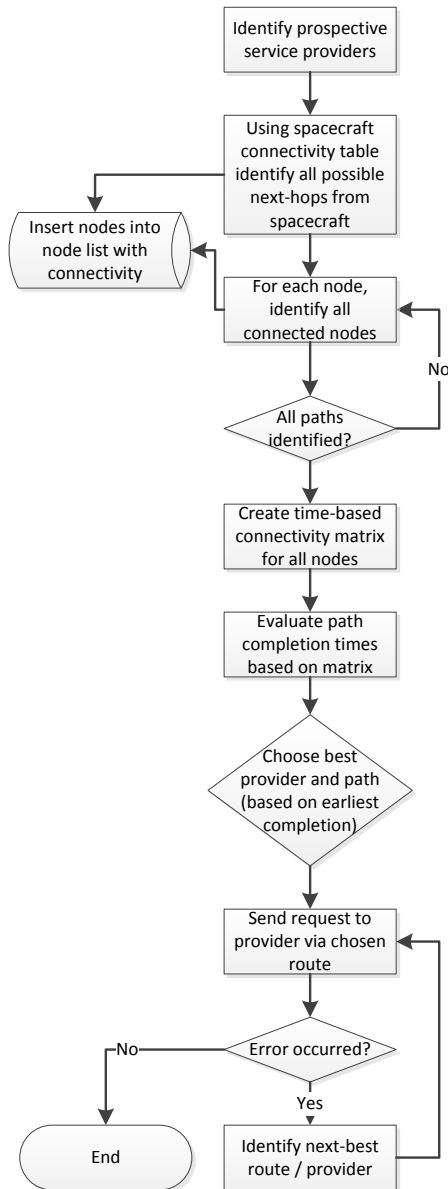 Identify prospective
service providers
Using spacecraft
connectivity table
identify all possible
next-hops from
spacecraft
Insert nodes into
node list with
connectivity
For each node,
identify all
connected nodes
No
All paths
identified?
Create time-based
connectivity matrix
for all nodes
Evaluate path
completion times
based on matrix
Choose best
provider and path
(based on earliest
completion)
Send request to
provider via chosen
route
No
Error occurred?
Yes
End
Identify next-best
route / provider